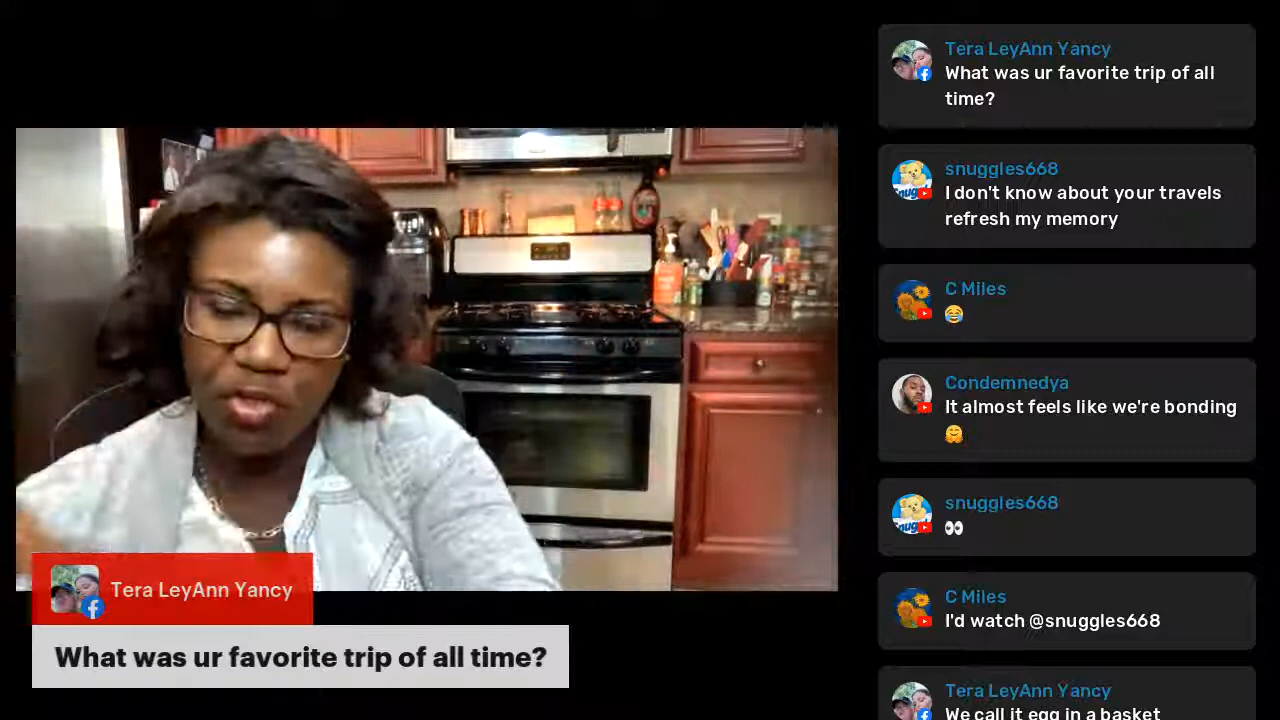 Tera LeyAnn Yancy
What was ur favorite trip of all time?
Tera LeyAnn Yancy
What was ur favorite trip of all
time?
snuggles668
I don't know about your travels
refresh my memory
C Miles
😂
Condemnedya
It almost feels like we're bonding
🤗
snuggles668
👀
C Miles
I'd watch @snuggles668
Tera LeyAnn Yancy
We call it egg in a basket